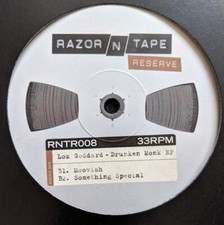 RAZOR N TAPE
RESERVE
RNTR008 33RPM
Loz Goddard - Drunken Monk EP
B1. Moovish
B2. Something Special